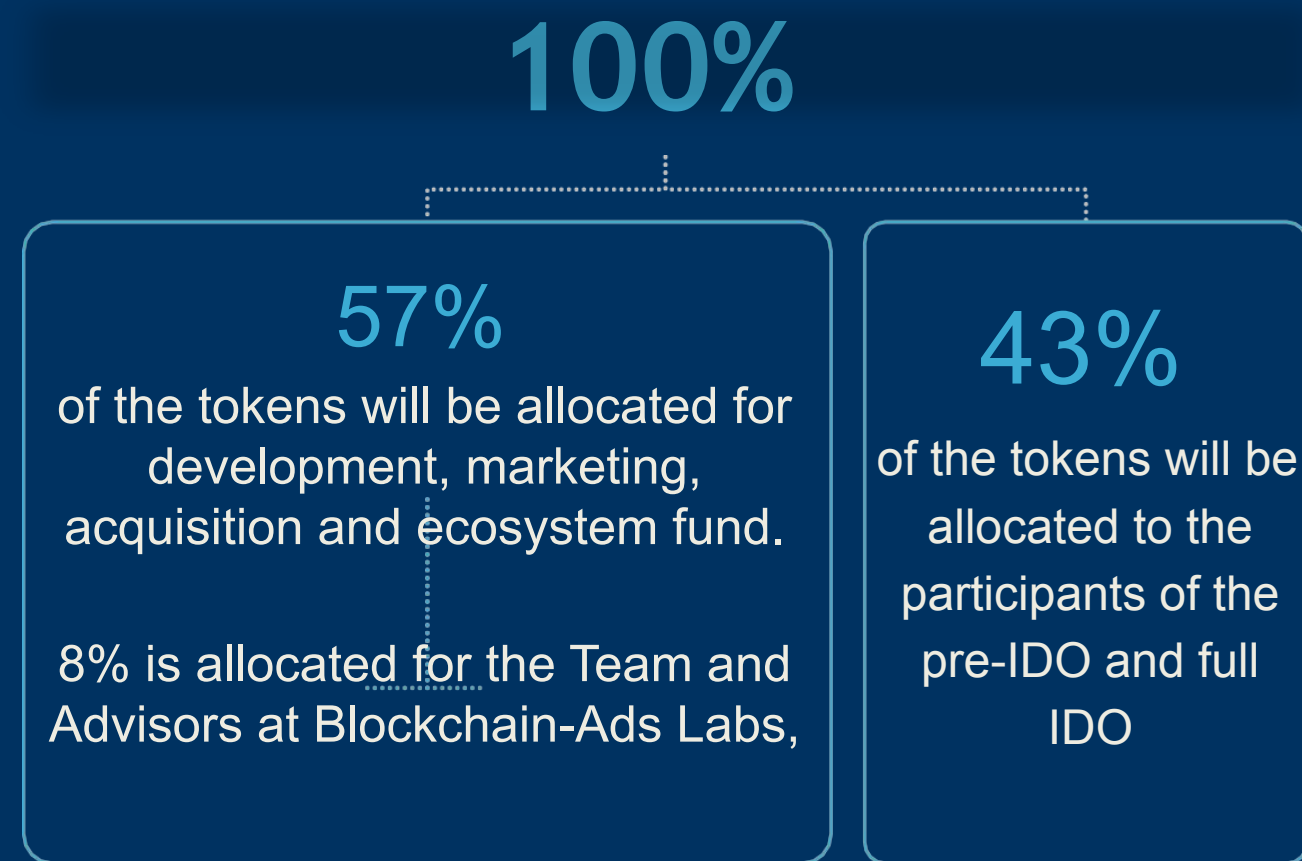 100%
57%
of the tokens will be allocated for
development, marketing,
acquisition and ecosystem fund.
8% is allocated for the Team and
Advisors at Blockchain-Ads Labs,
43%
of the tokens will be
allocated to the
participants of the
pre-IDO and full
IDO